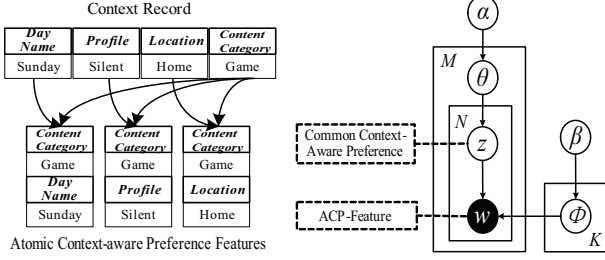 Context Record
Day Name Profile Location Content Category
Sunday Silent Home Game
Content Category Content Category Content Category
Game Game Game
Day Name Profile Location
Sunday Silent Home
Atomic Context-aware Preference Features
α
M
θ
N
Common Context-
Aware Preference
z
β
ACP-Feature
w
Φ
K